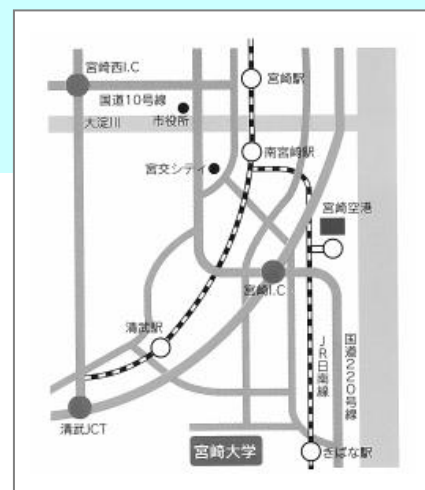 宮崎西I.C
宮崎駅
国道10号線
市役所
大淀川
南宮崎駅
宮交シティ
宮崎空港
宮崎I.C
清武駅
JR日南線
国道220号線
清武JCT
宮崎大学
きばな駅